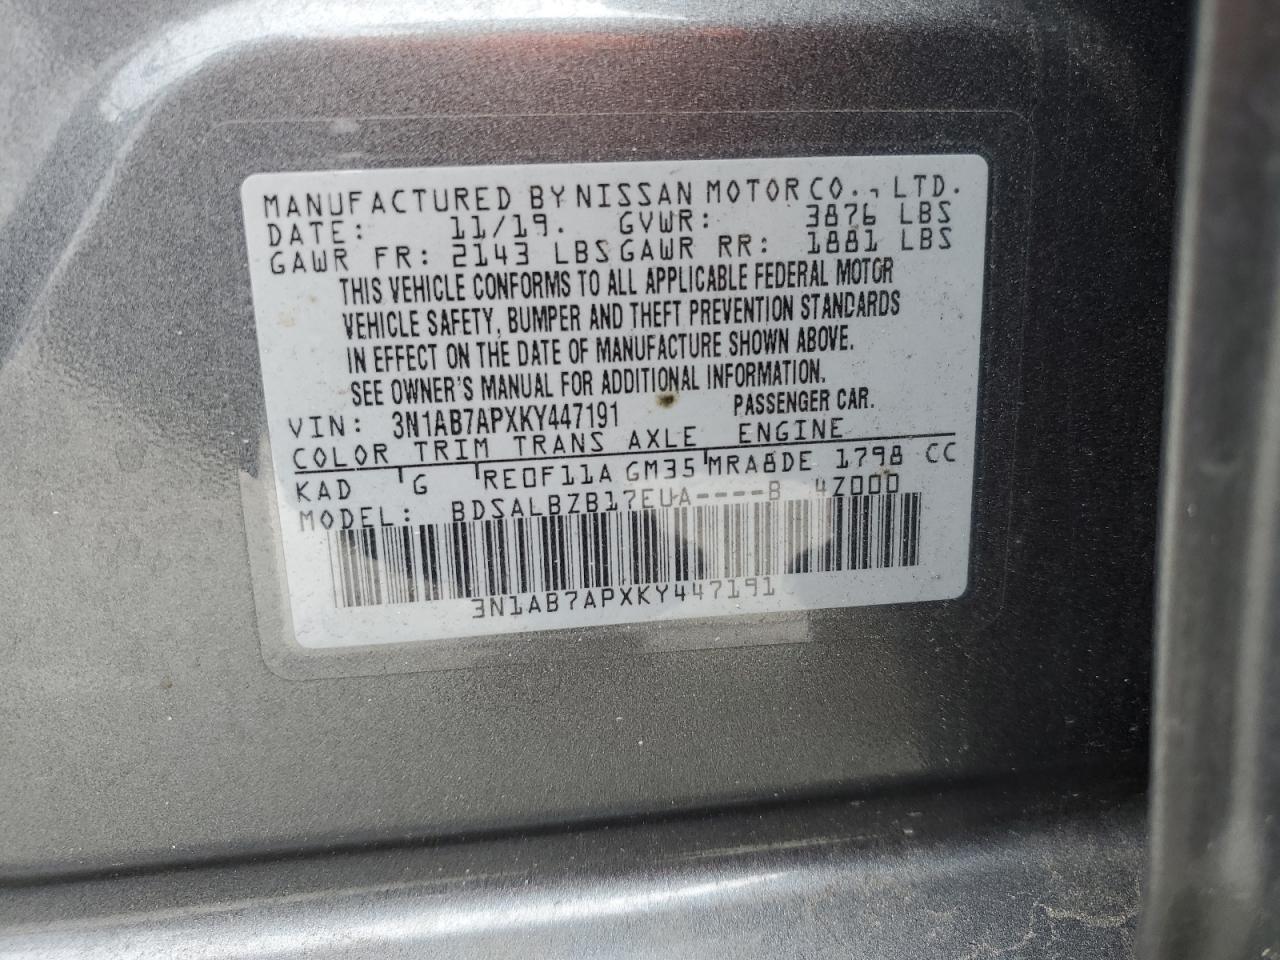 MANUFACTURED BY NISSAN MOTOR CO., LTD.
DATE: 11/19. GVWR: 3876 LBS
GAWR FR: 2143 LBS GAWR RR: 1881 LBS
THIS VEHICLE CONFORMS TO ALL APPLICABLE FEDERAL MOTOR
VEHICLE SAFETY, BUMPER AND THEFT PREVENTION STANDARDS
IN EFFECT ON THE DATE OF MANUFACTURE SHOWN ABOVE.
SEE OWNER'S MANUAL FOR ADDITIONAL INFORMATION.
VIN: 3N1AB7APXKY447191 PASSENGER CAR.
COLOR TRIM TRANS AXLE ENGINE
KAD G RE0F11A GM35 MRA8DE 1798 CC
MODEL: BDSALBZB17EUA----B 4Z000
3N1AB7APXKY447191